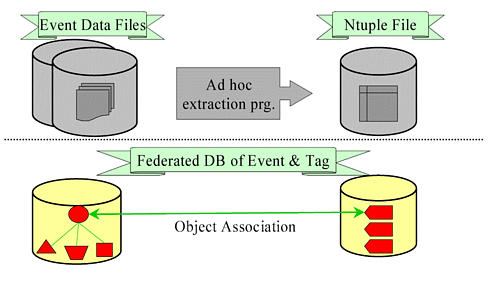 Event Data Files
Ntuple File
Ad hoc
extraction prg.
Federated DB of Event & Tag
Object Association